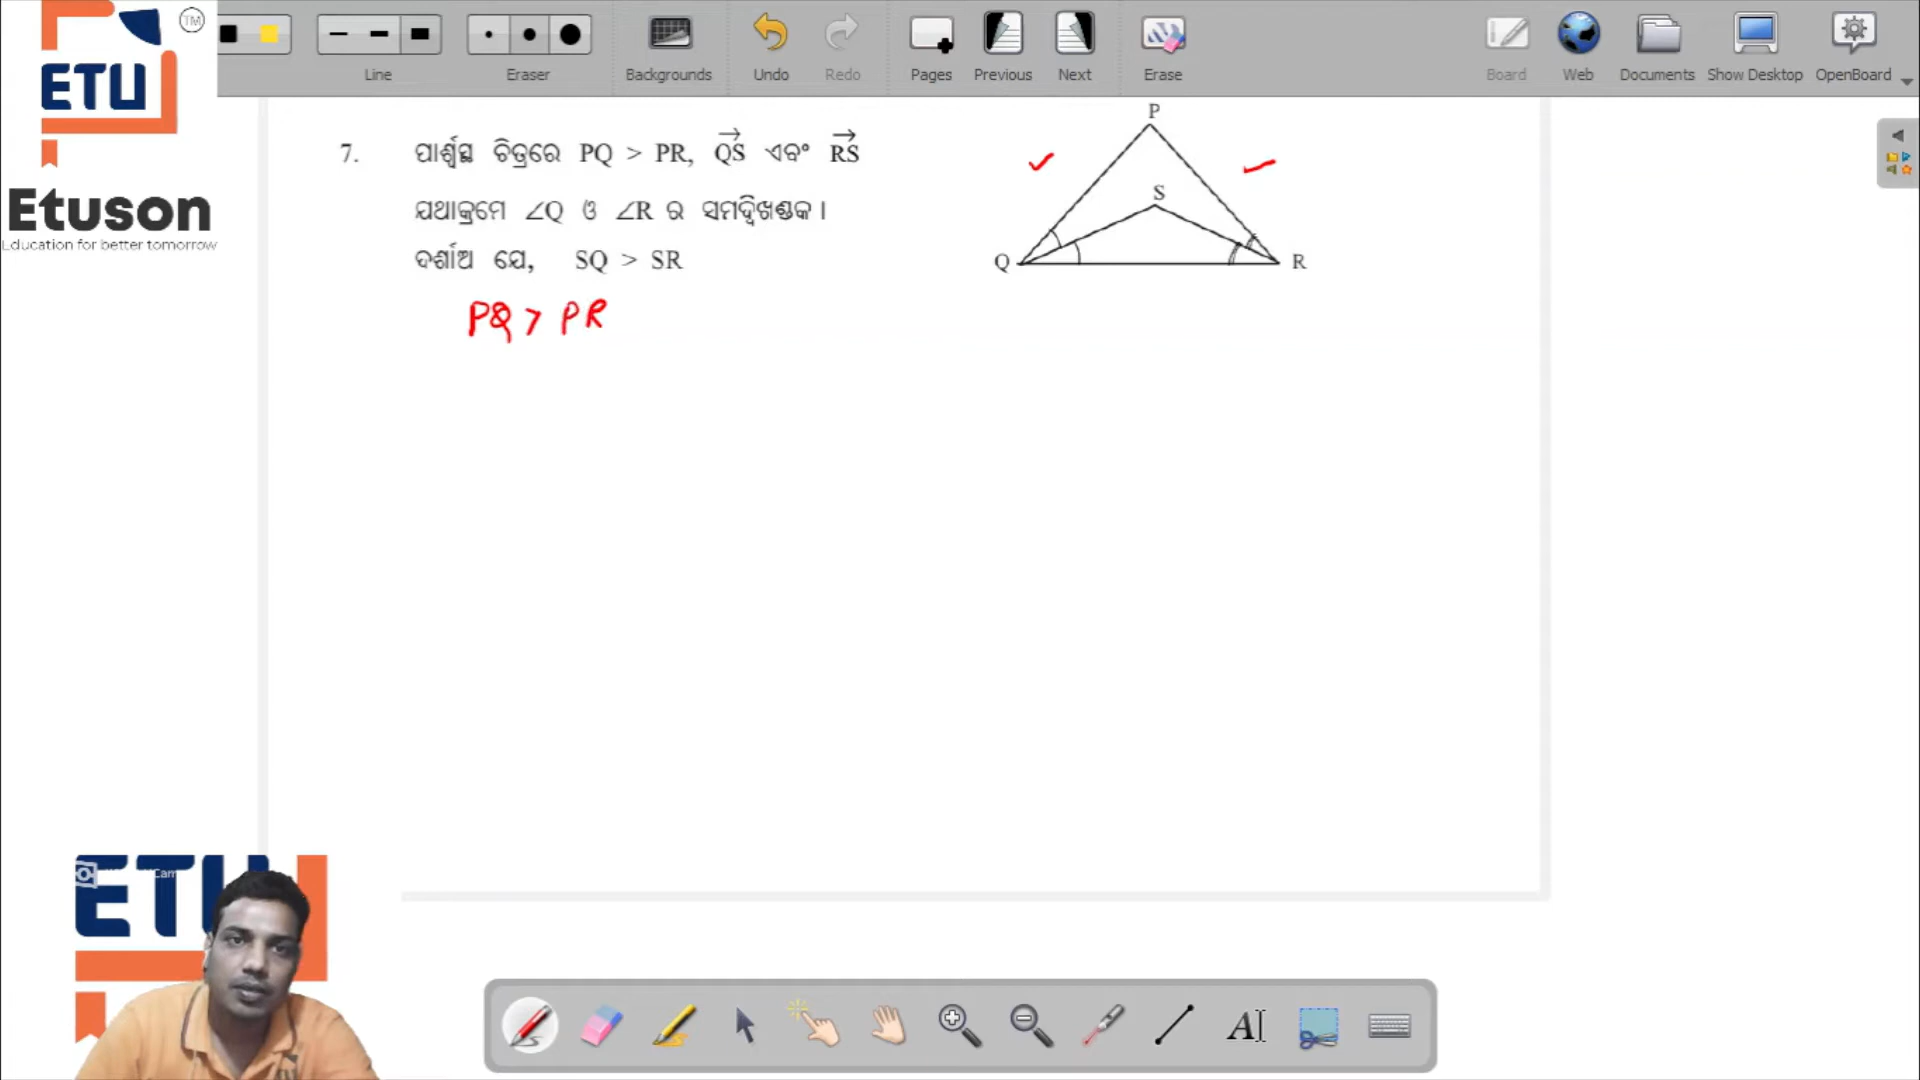 TM
ETU
Etuson
Education for better tomorrow
Line
Eraser
Backgrounds
Undo
Redo
Pages
Previous
Next
Erase
Board
Web
Documents
Show Desktop
OpenBoard
7. ପାର୍ଶ୍ୱସ୍ଥ ଚିତ୍ରରେ PQ > PR, QS ଏବଂ RS
ଯଥାକ୍ରମେ ∠Q ଓ ∠R ର ସମଦ୍ୱିଖଣ୍ଡକ ।
ଦର୍ଶାଅ ଯେ, SQ > SR
PQ > PR
P
S
Q
R
ETU